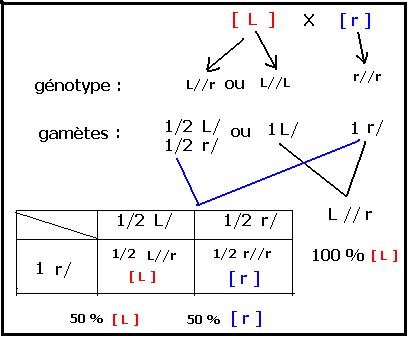 [ L ] X [ r ]
génotype : L//r ou L//L r//r
gamètes : 1/2 L/ ou 1L/ 1 r/
1/2 r/
L // r
1/2 L/ 1/2 r/
1 r/ 1/2 L//r 1/2 r//r 100 % [ L ]
[ L ] [ r ]
50 % [ L ] 50 % [ r ]